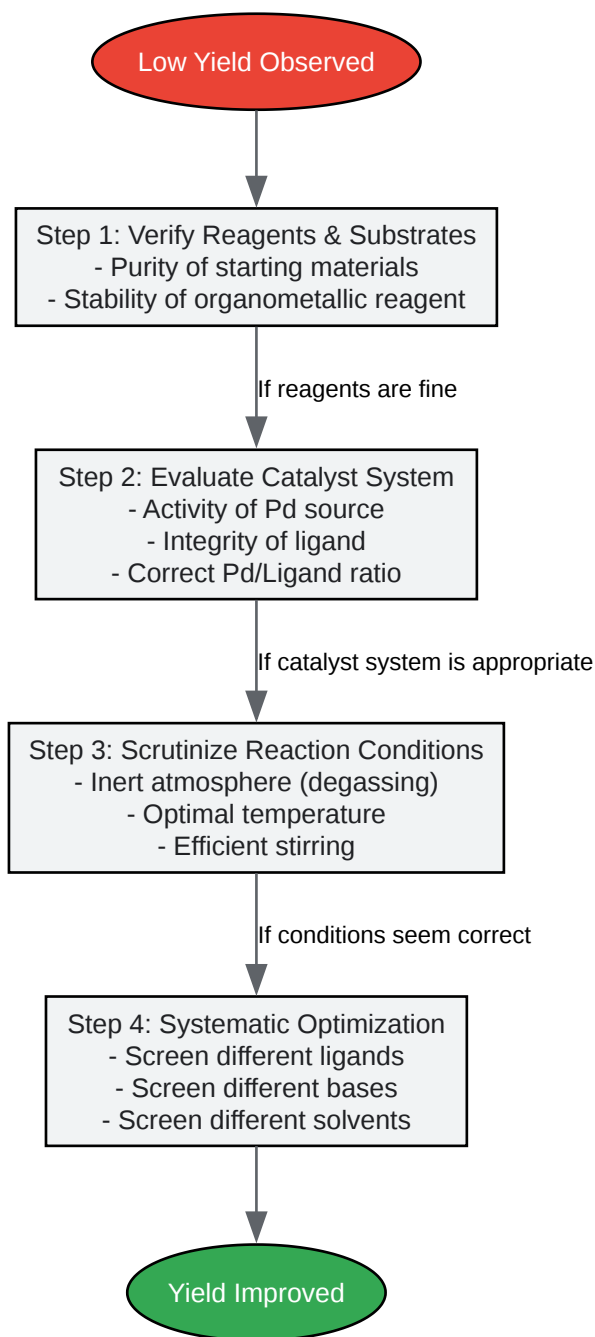 Low Yield Observed
Step 1: Verify Reagents & Substrates
- Purity of starting materials
- Stability of organometallic reagent
If reagents are fine
Step 2: Evaluate Catalyst System
- Activity of Pd source
- Integrity of ligand
- Correct Pd/Ligand ratio
If catalyst system is appropriate
Step 3: Scrutinize Reaction Conditions
- Inert atmosphere (degassing)
- Optimal temperature
- Efficient stirring
If conditions seem correct
Step 4: Systematic Optimization
- Screen different ligands
- Screen different bases
- Screen different solvents
Yield Improved